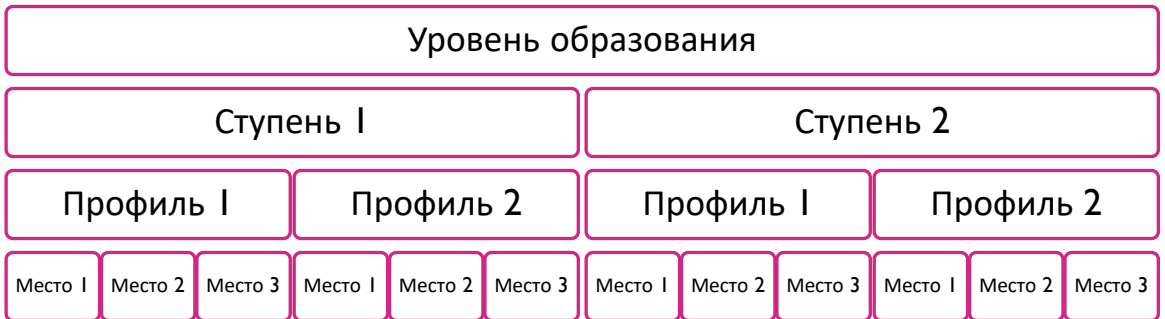 Уровень образования
Ступень 1 Ступень 2
Профиль 1 Профиль 2 Профиль 1 Профиль 2
Место 1 Место 2 Место 3 Место 1 Место 2 Место 3 Место 1 Место 2 Место 3 Место 1 Место 2 Место 3